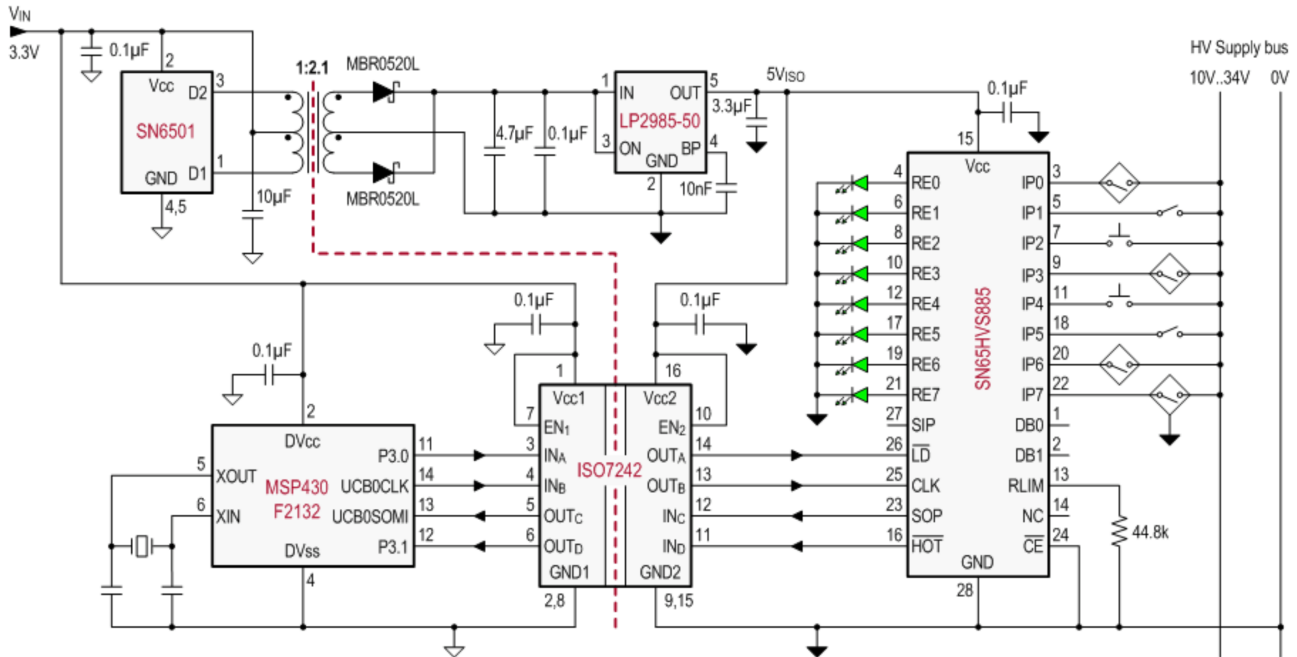 VIN
3.3V
0.1µF
2
Vcc
D2
3
SN6501
GND
D1
1
4,5
10µF
1:2.1
MBR0520L
MBR0520L
4.7µF
0.1µF
1
IN
OUT
5
LP2985-50
3
ON
BP
4
GND
2
10nF
3.3µF
5VISO
0.1µF
15
HV Supply bus
10V..34V
0V
Vcc
4
RE0
IP0
3
6
RE1
IP1
5
8
RE2
IP2
7
10
RE3
IP3
9
12
RE4
IP4
11
17
RE5
IP5
18
19
RE6
IP6
20
21
RE7
IP7
22
27
SIP
DB0
1
26
LD
DB1
2
25
CLK
RLIM
13
23
SOP
NC
14
16
HOT
CE
24
SN65HVS885
GND
28
44.8k
0.1µF
0.1µF
0.1µF
1
16
Vcc1
Vcc2
7
EN1
EN2
10
3
INA
OUTA
14
4
INB
OUTB
13
5
OUTC
INC
12
6
OUTD
IND
11
ISO7242
GND1
GND2
2,8
9,15
2
DVcc
5
XOUT
P3.0
11
MSP430
F2132
UCB0CLK
14
6
XIN
UCB0SOMI
13
P3.1
12
DVss
4